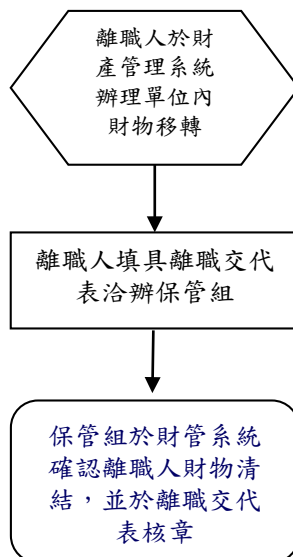 離職人於財
產管理系統
辦理單位內
財物移轉
離職人填具離職交代
表洽辦保管組
保管組於財管系統
確認離職人財物清
結，並於離職交代
表核章